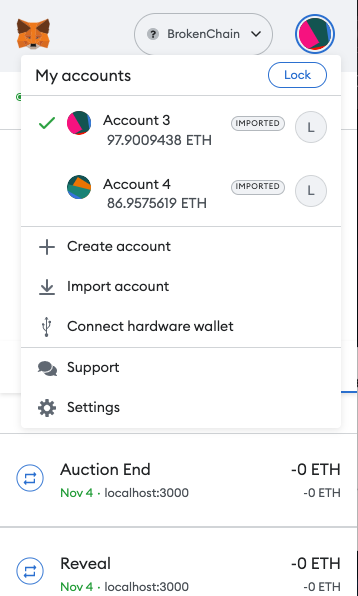 BrokenChain
My accounts
Lock
Account 3
IMPORTED
L
97.9009438 ETH
Account 4
IMPORTED
L
86.9575619 ETH
Create account
Import account
Connect hardware wallet
Support
Settings
Auction End
-0 ETH
Nov 4 · localhost:3000
-0 ETH
Reveal
-0 ETH
Nov 4 · localhost:3000
-0 ETH